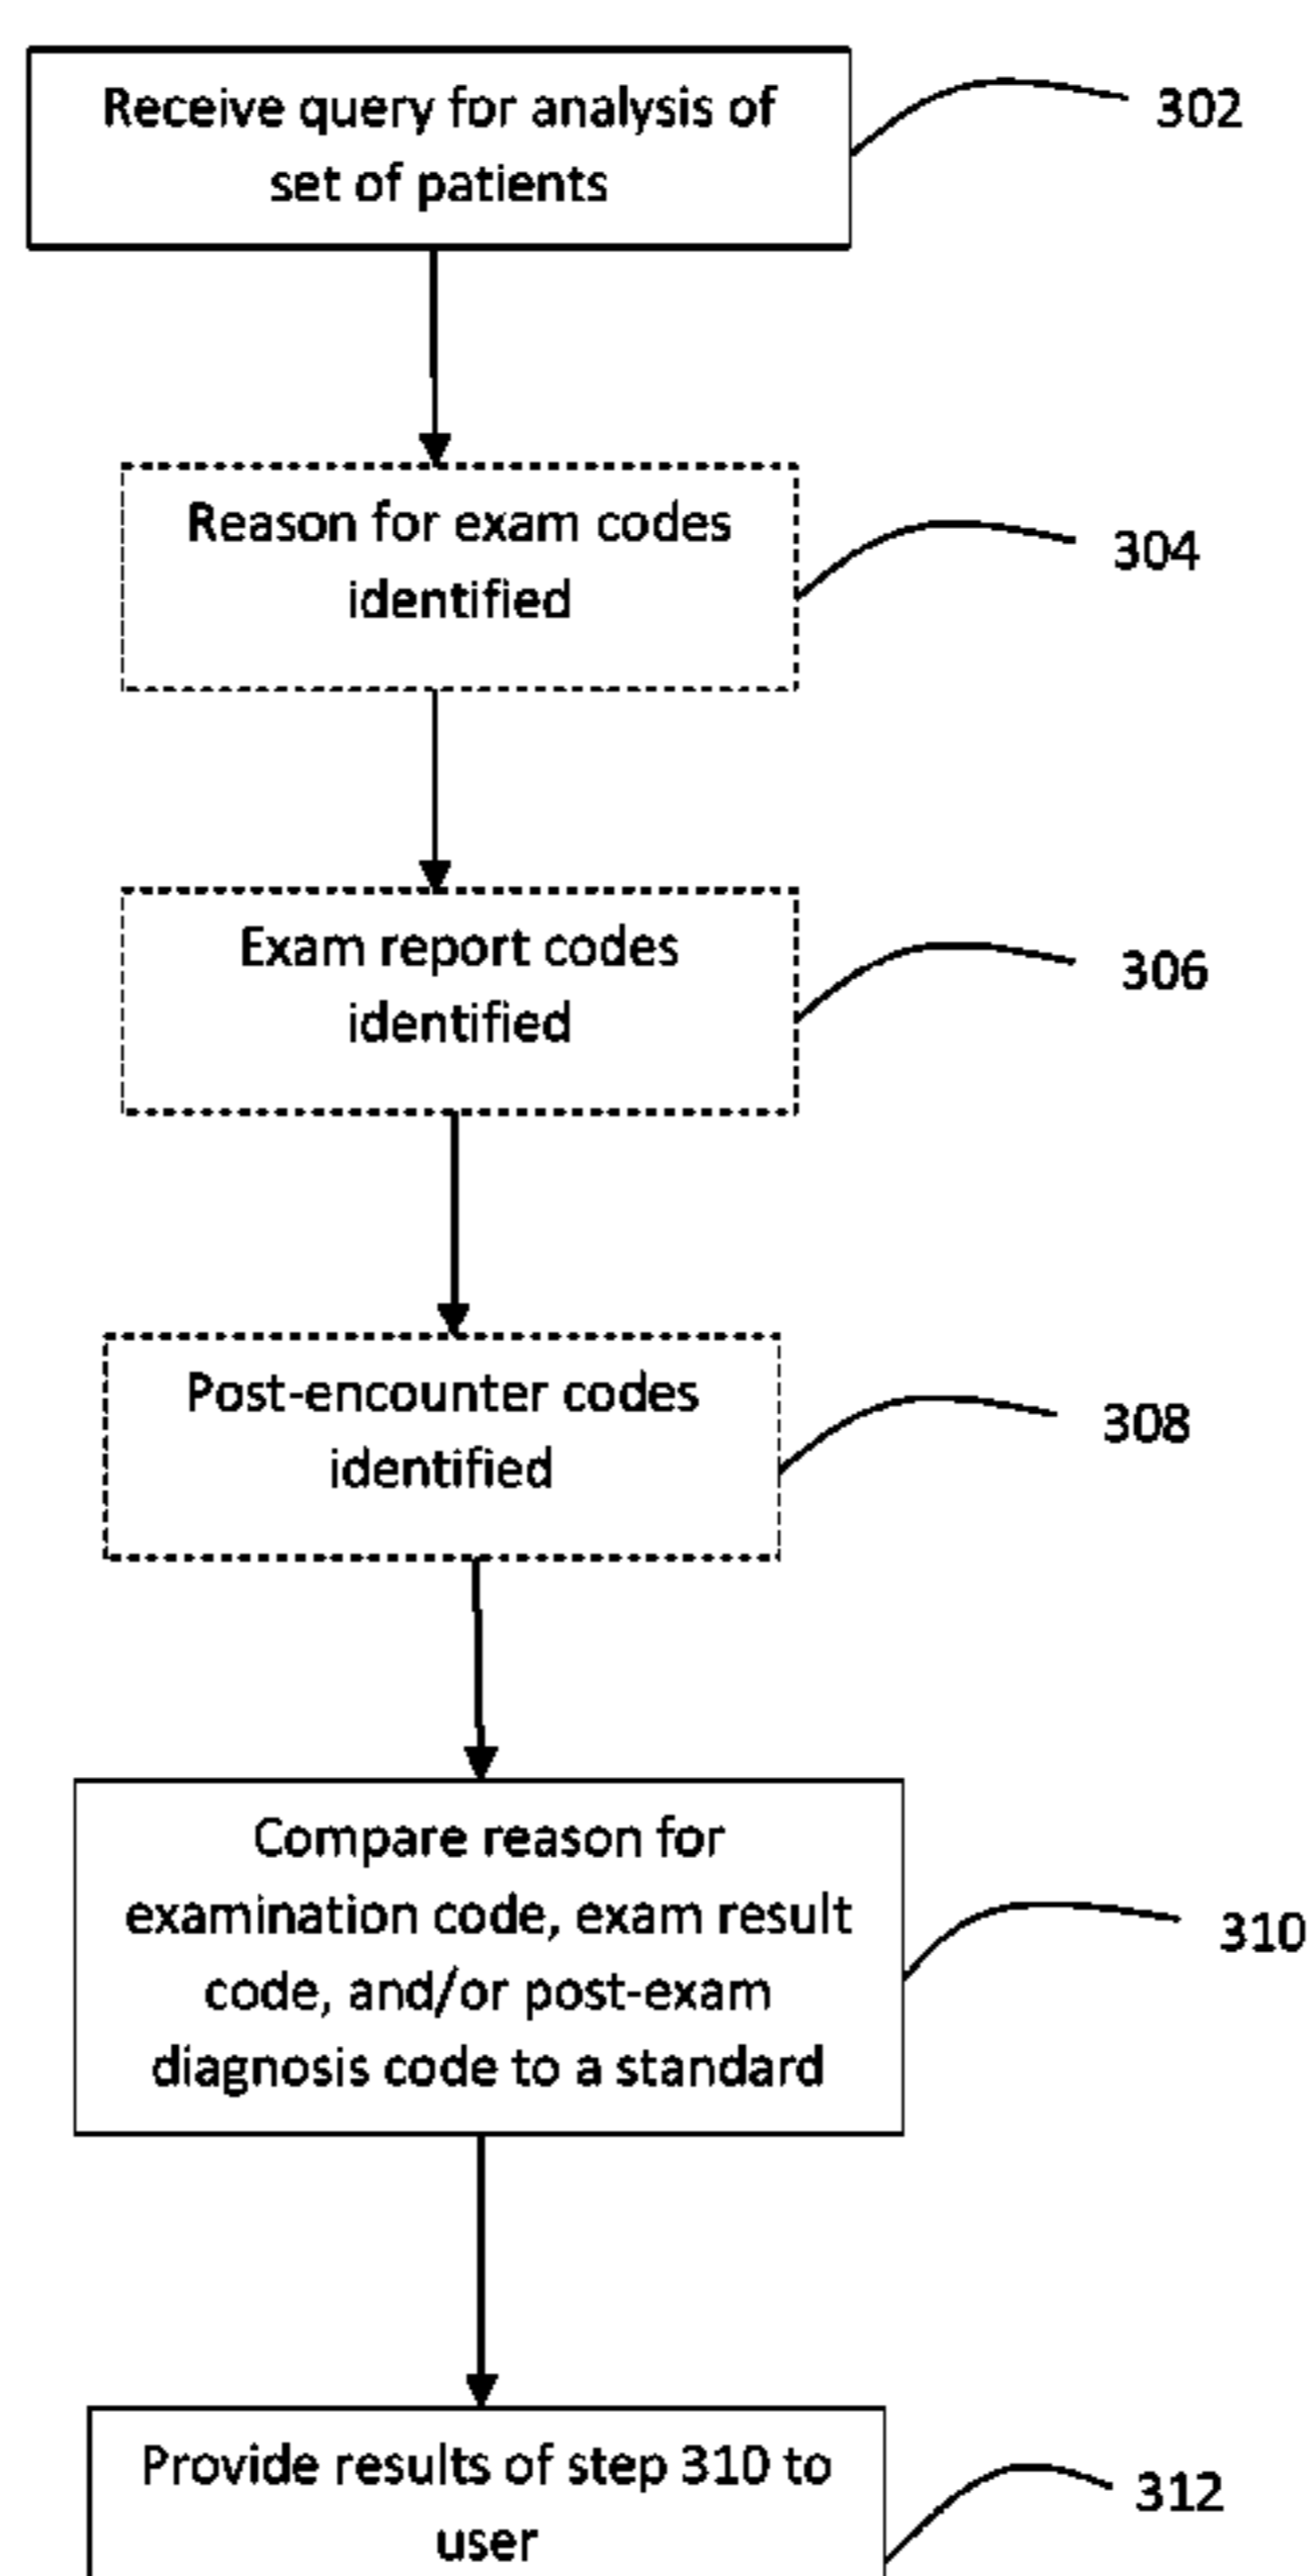 Receive query for analysis of
set of patients
302
Reason for exam codes
identified
304
Exam report codes
identified
306
Post-encounter codes
identified
308
Compare reason for
examination code, exam result
code, and/or post-exam
diagnosis code to a standard
310
Provide results of step 310 to
user
312